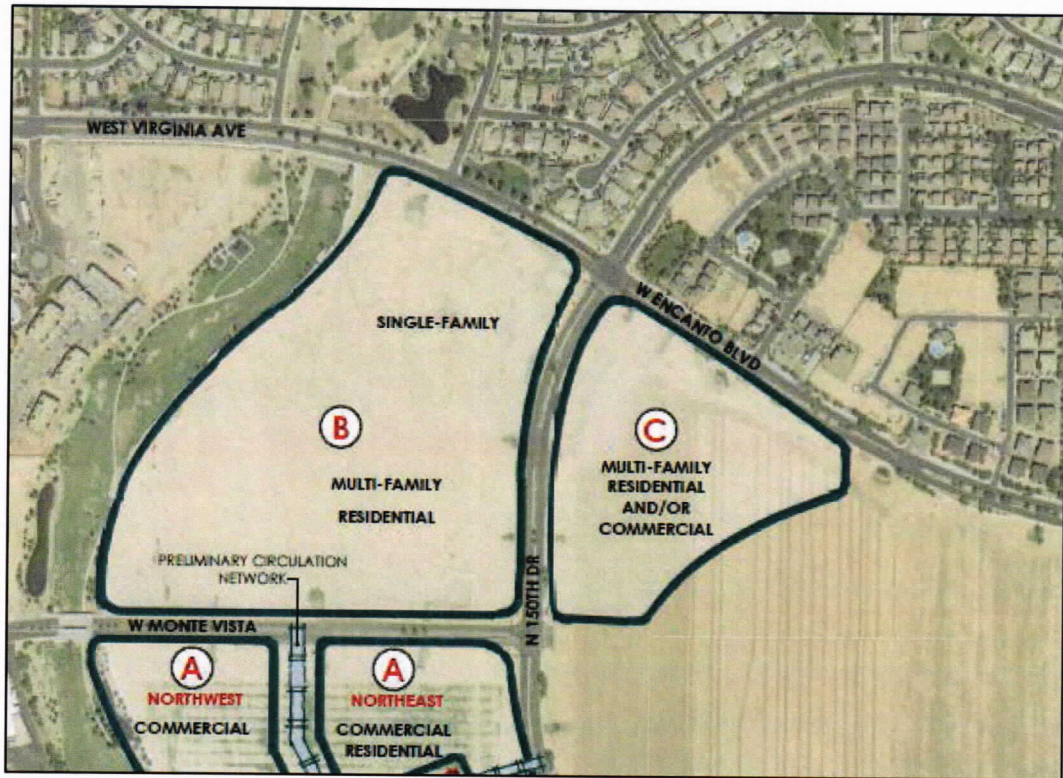 WEST VIRGINIA AVE
SINGLE-FAMILY
W ENCANTO BLVD
B
C
MULTI-FAMILY
RESIDENTIAL
MULTI-FAMILY
RESIDENTIAL
AND/OR
COMMERCIAL
PRELIMINARY CIRCULATION
NETWORK
N 150TH DR
W MONTE VISTA
A
NORTHWEST
COMMERCIAL
A
NORTHEAST
COMMERCIAL
RESIDENTIAL